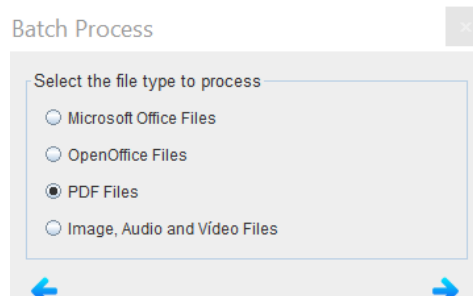 Batch Process
Select the file type to process
Microsoft Office Files
OpenOffice Files
PDF Files
Image, Audio and Vídeo Files